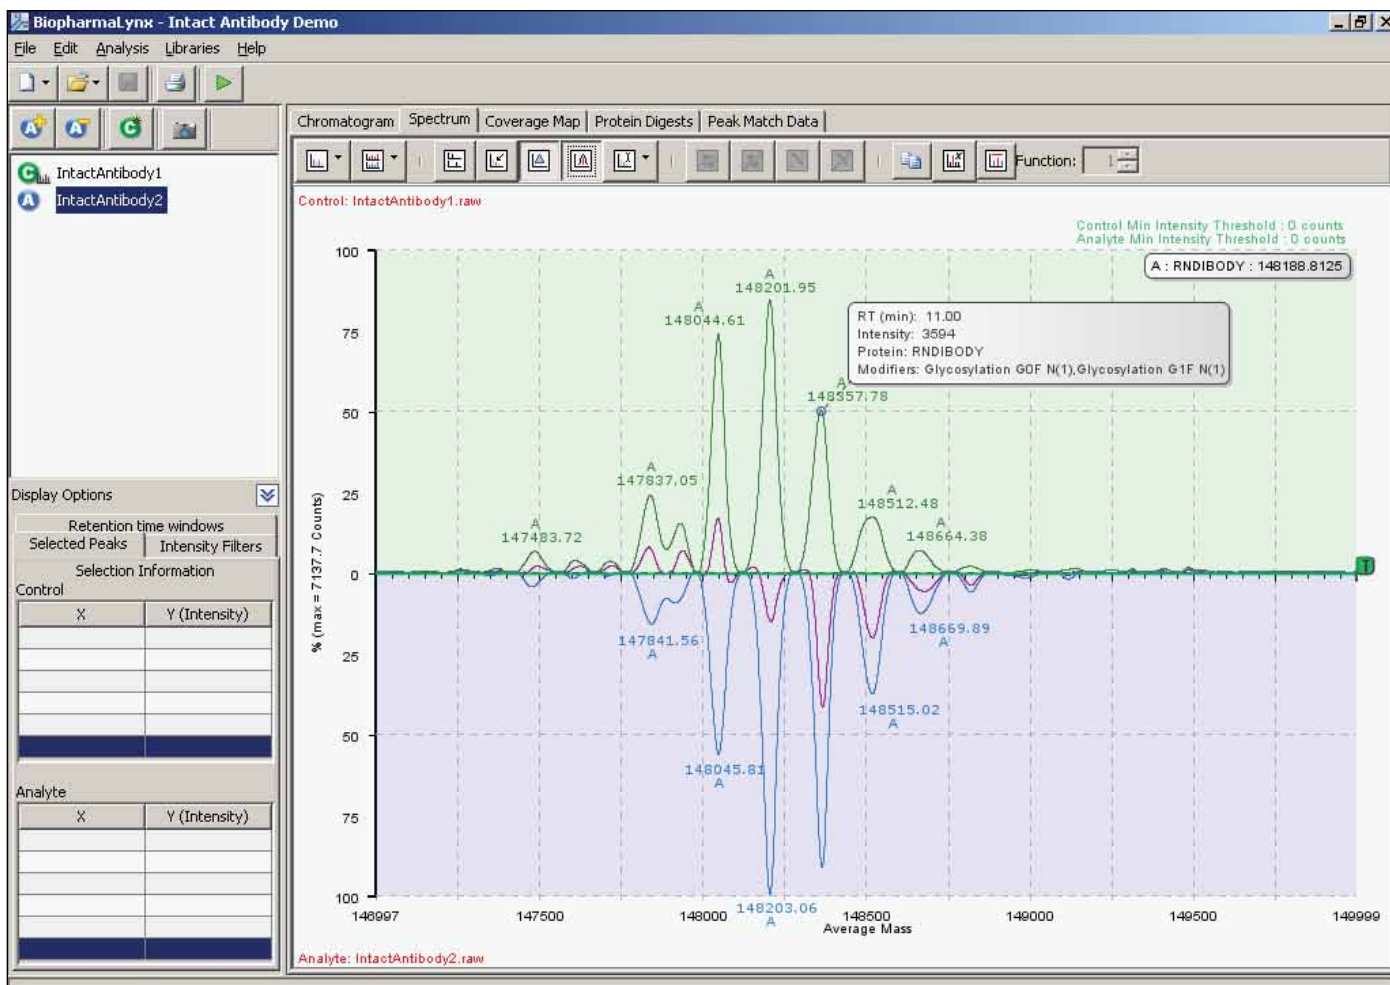 BiopharmaLynx - Intact Antibody Demo
File Edit Analysis Libraries Help
Chromatogram Spectrum Coverage Map Protein Digests Peak Match Data
Function: 1
IntactAntibody1
IntactAntibody2
Display Options
Retention time windows
Selected Peaks Intensity Filters
Selection Information
Control
X Y (Intensity)
Analyte
X Y (Intensity)
Control: IntactAntibody1.raw
Control Min Intensity Threshold : 0 counts
Analyte Min Intensity Threshold : 0 counts
A : RNDIBODY : 148188.8125
RT (min): 11.00
Intensity: 3594
Protein: RNDIBODY
Modifiers: Glycosylation G0F N(1),Glycosylation G1F N(1)
% (max = 7137.7 Counts)
100
75
50
25
0
25
50
75
100
A
147483.72
A
147837.05
A
148044.61
A
148201.95
A
148357.78
A
148512.48
A
148664.38
T
147841.56
A
148045.81
A
148203.06
A
148515.02
A
148669.89
A
146997 147500 148000 148500 149000 149500 149999
Average Mass
Analyte: IntactAntibody2.raw